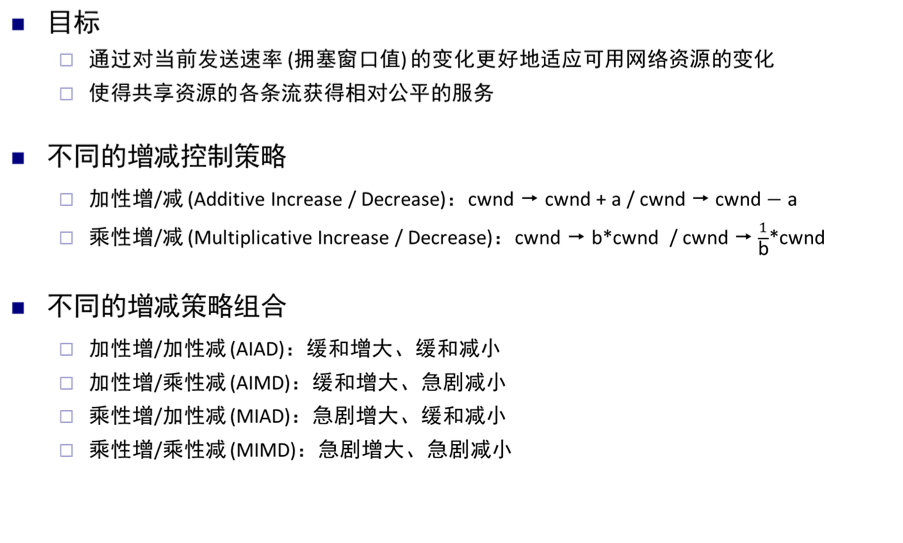 目标
通过对当前发送速率 (拥塞窗口值) 的变化更好地适应可用网络资源的变化
使得共享资源的各条流获得相对公平的服务
不同的增减控制策略
加性增/减 (Additive Increase / Decrease)：cwnd → cwnd + a / cwnd → cwnd − a
乘性增/减 (Multiplicative Increase / Decrease)：cwnd → b*cwnd / cwnd → 1/b*cwnd
不同的增减策略组合
加性增/加性减 (AIAD)：缓和增大、缓和减小
加性增/乘性减 (AIMD)：缓和增大、急剧减小
乘性增/加性减 (MIAD)：急剧增大、缓和减小
乘性增/乘性减 (MIMD)：急剧增大、急剧减小